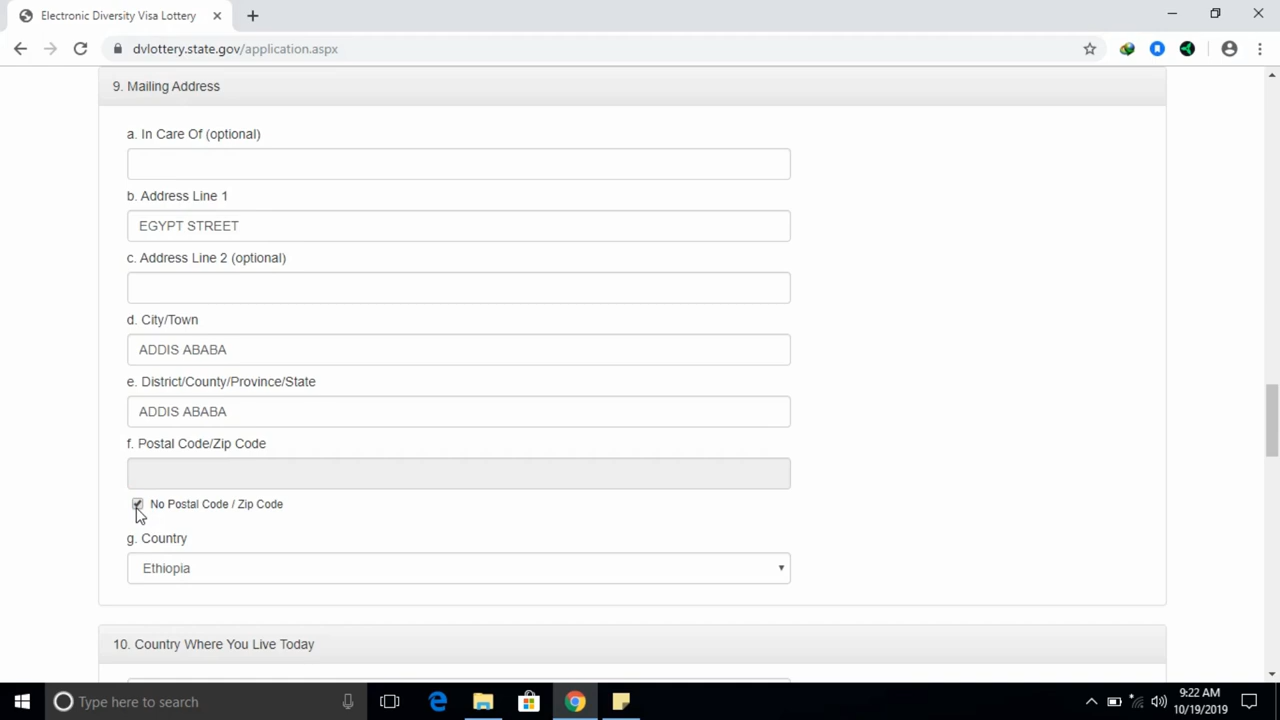 Electronic Diversity Visa Lottery
dvlottery.state.gov/application.aspx
9. Mailing Address
a. In Care Of (optional)
b. Address Line 1
EGYPT STREET
c. Address Line 2 (optional)
d. City/Town
ADDIS ABABA
e. District/County/Province/State
ADDIS ABABA
f. Postal Code/Zip Code
No Postal Code / Zip Code
g. Country
Ethiopia
10. Country Where You Live Today
Type here to search
9:22 AM
10/19/2019